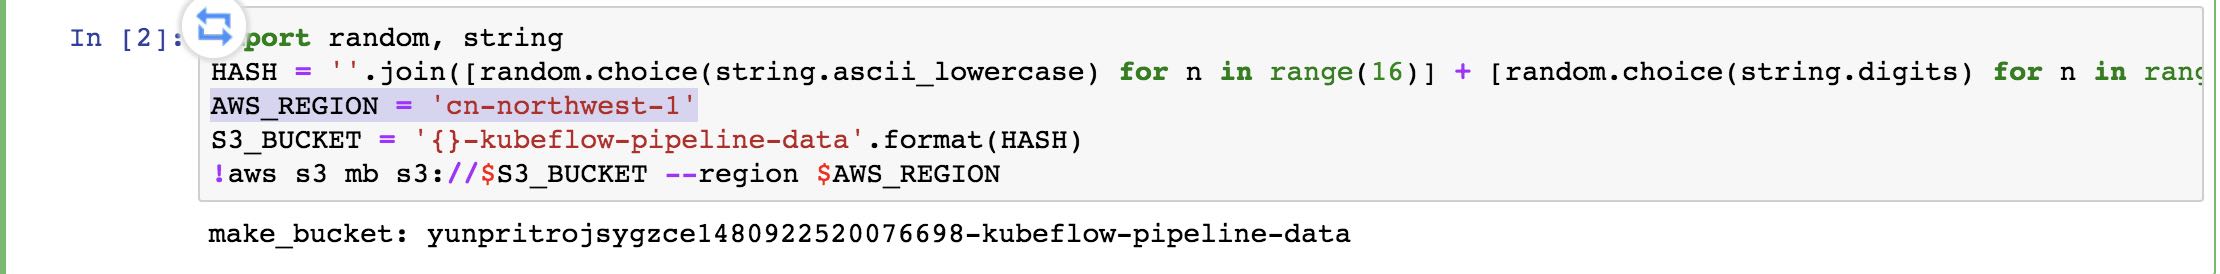 In [2]: port random, string
HASH = ''.join([random.choice(string.ascii_lowercase) for n in range(16)] + [random.choice(string.digits) for n in rang
AWS_REGION = 'cn-northwest-1'
S3_BUCKET = '{}-kubeflow-pipeline-data'.format(HASH)
!aws s3 mb s3://$S3_BUCKET --region $AWS_REGION
make_bucket: yunpritrojsygzce1480922520076698-kubeflow-pipeline-data